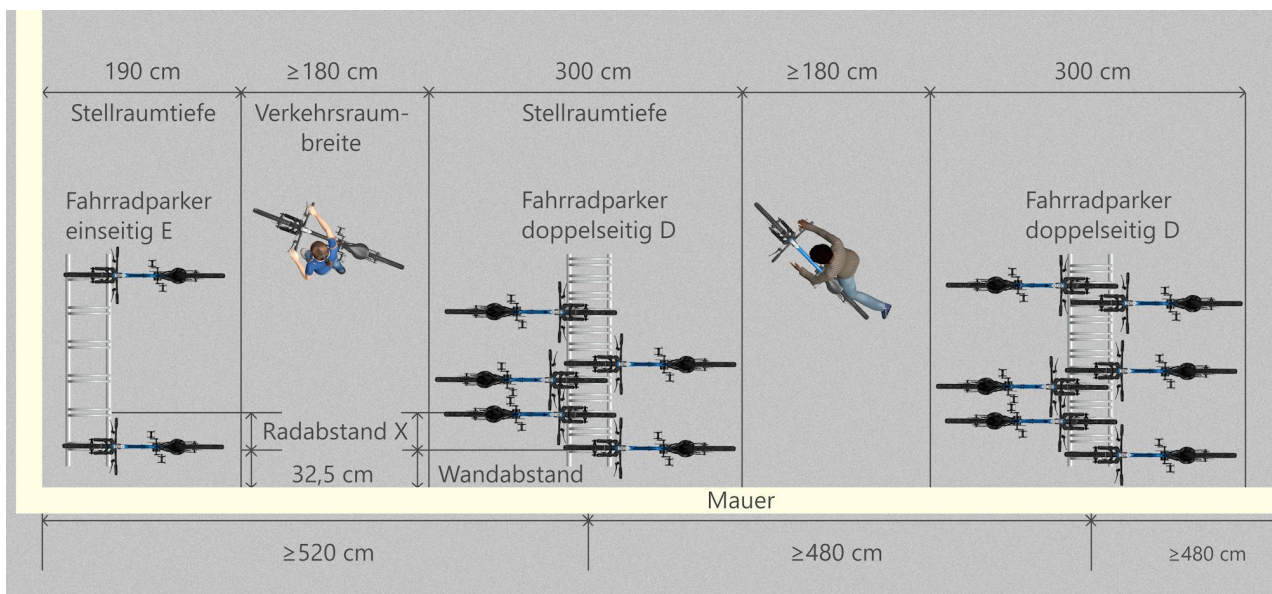 190 cm
≥180 cm
300 cm
≥180 cm
300 cm
Stellraumtiefe
Verkehrsraum-
breite
Stellraumtiefe
Fahrradparker
einseitig E
Fahrradparker
doppelseitig D
Fahrradparker
doppelseitig D
Radabstand X
32,5 cm
Wandabstand
Mauer
≥520 cm
≥480 cm
≥480 cm